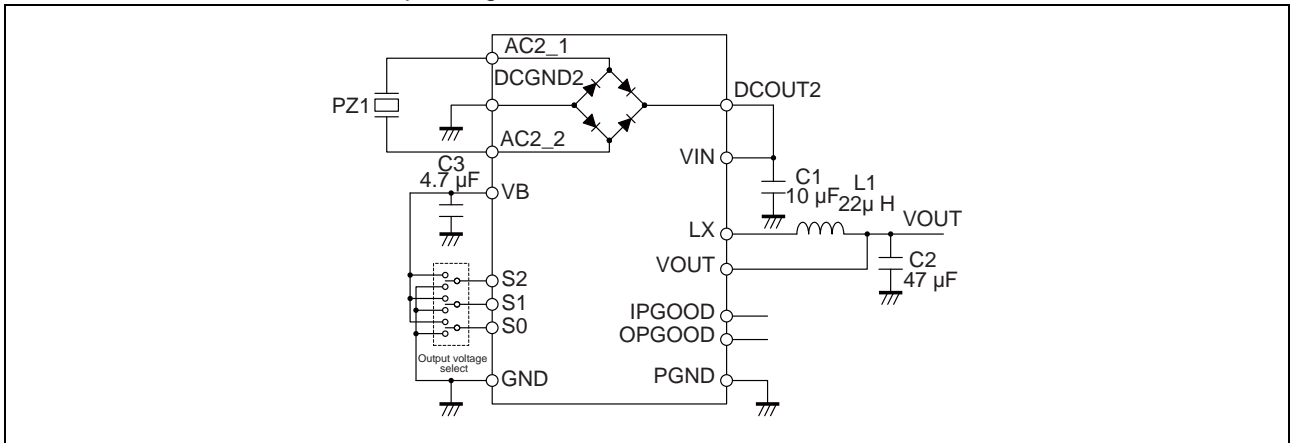 AC2_1
DCGND2
DCOUT2
PZ1
AC2_2
VIN
C3
4.7 µF
VB
C1
10 µF
L1
22µ H
LX
VOUT
VOUT
C2
47 µF
S2
S1
S0
IPGOOD
OPGOOD
Output voltage
select
GND
PGND